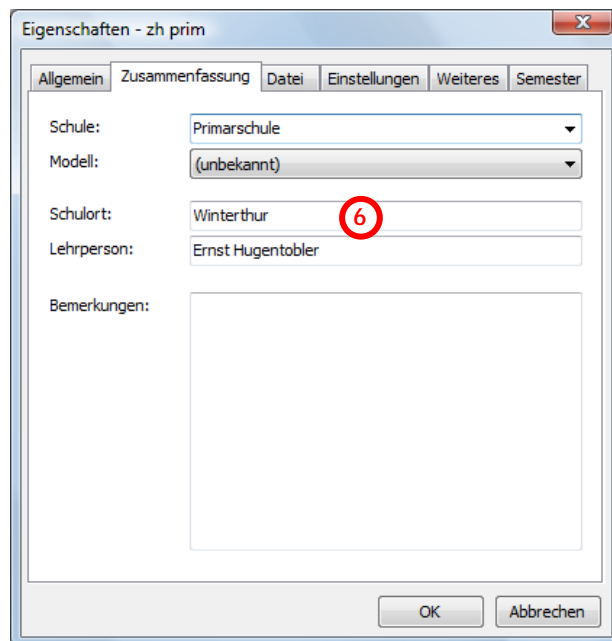 Eigenschaften - zh prim
Allgemein Zusammenfassung Datei Einstellungen Weiteres Semester
Schule: Primarschule
Modell: (unbekannt)
Schulort: Winterthur 6
Lehrperson: Ernst Hugentobler
Bemerkungen:
OK Abbrechen